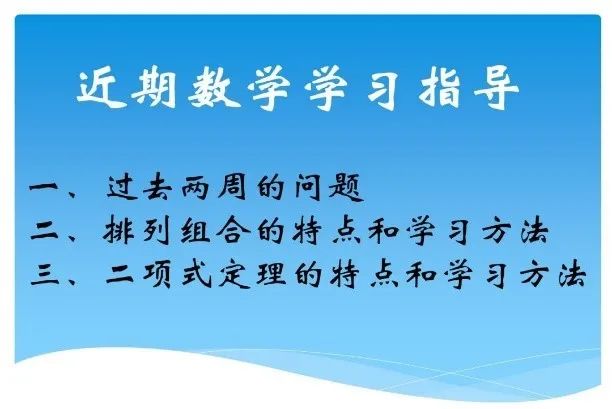 近期数学学习指导
一、过去两周的问题
二、排列组合的特点和学习方法
三、二项式定理的特点和学习方法